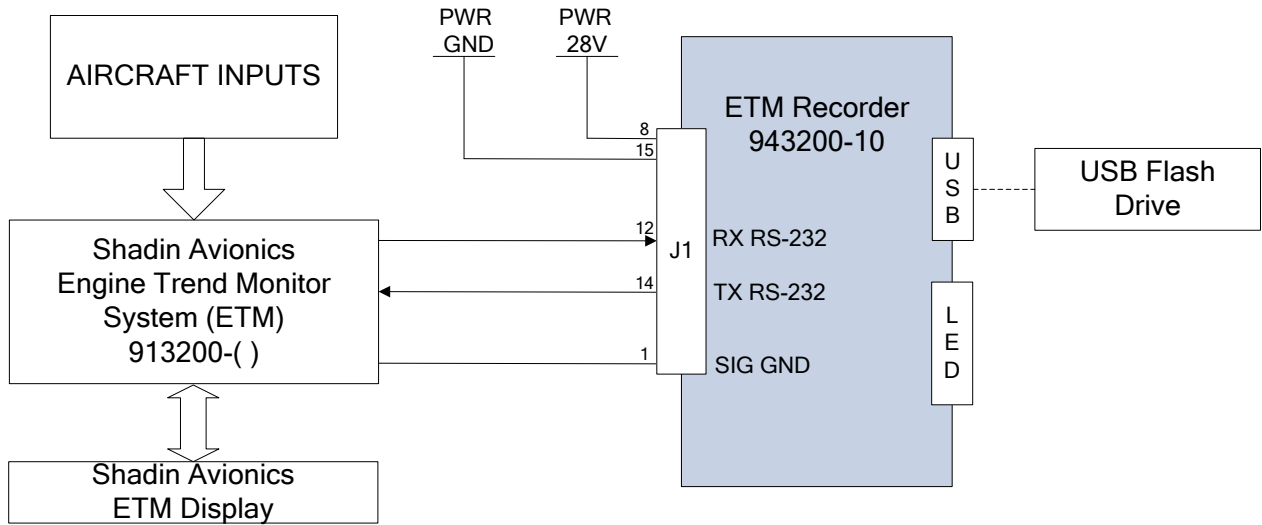 AIRCRAFT INPUTS
PWR
GND
PWR
28V
ETM Recorder
943200-10
8
15
12
14
1
J1
RX RS-232
TX RS-232
SIG GND
U
S
B
L
E
D
USB Flash
Drive
Shadin Avionics
Engine Trend Monitor
System (ETM)
913200-( )
Shadin Avionics
ETM Display